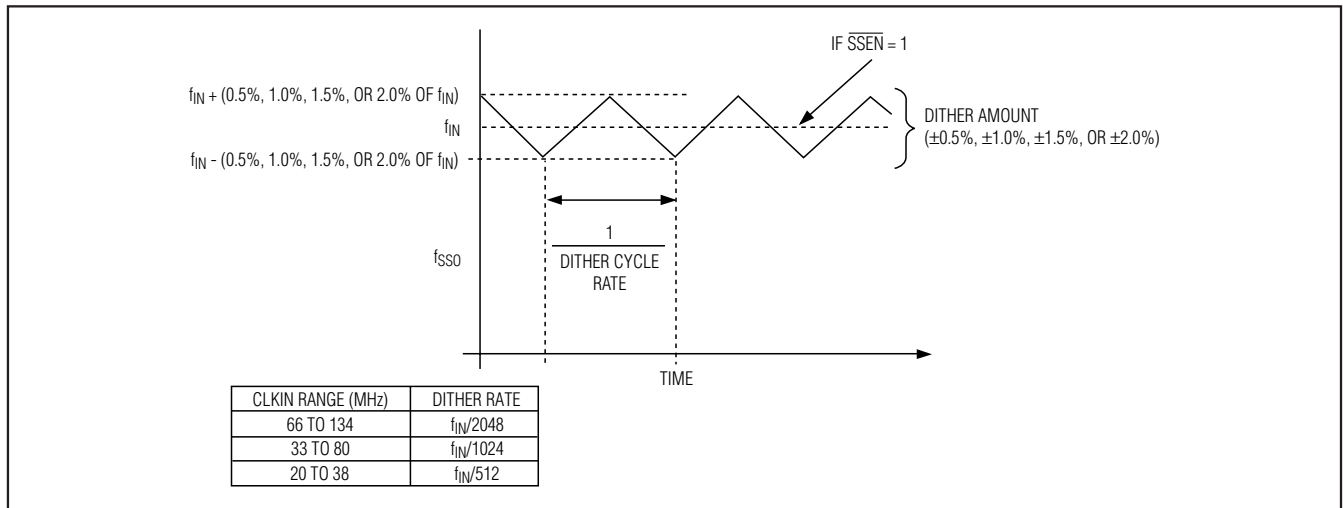 IF SSEN = 1
fIN + (0.5%, 1.0%, 1.5%, OR 2.0% OF fIN)
fIN
fIN - (0.5%, 1.0%, 1.5%, OR 2.0% OF fIN)
DITHER AMOUNT
(±0.5%, ±1.0%, ±1.5%, OR ±2.0%)
fSSO
1
DITHER CYCLE
RATE
TIME
CLKIN RANGE (MHz) DITHER RATE
66 TO 134 fIN/2048
33 TO 80 fIN/1024
20 TO 38 fIN/512